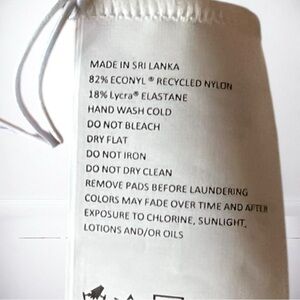 MADE IN SRI LANKA
82% ECONYL® RECYCLED NYLON
18% Lycra® ELASTANE
HAND WASH COLD
DO NOT BLEACH
DRY FLAT
DO NOT IRON
DO NOT DRY CLEAN
REMOVE PADS BEFORE LAUNDERING
COLORS MAY FADE OVER TIME AND AFTER
EXPOSURE TO CHLORINE, SUNLIGHT,
LOTIONS AND/OR OILS